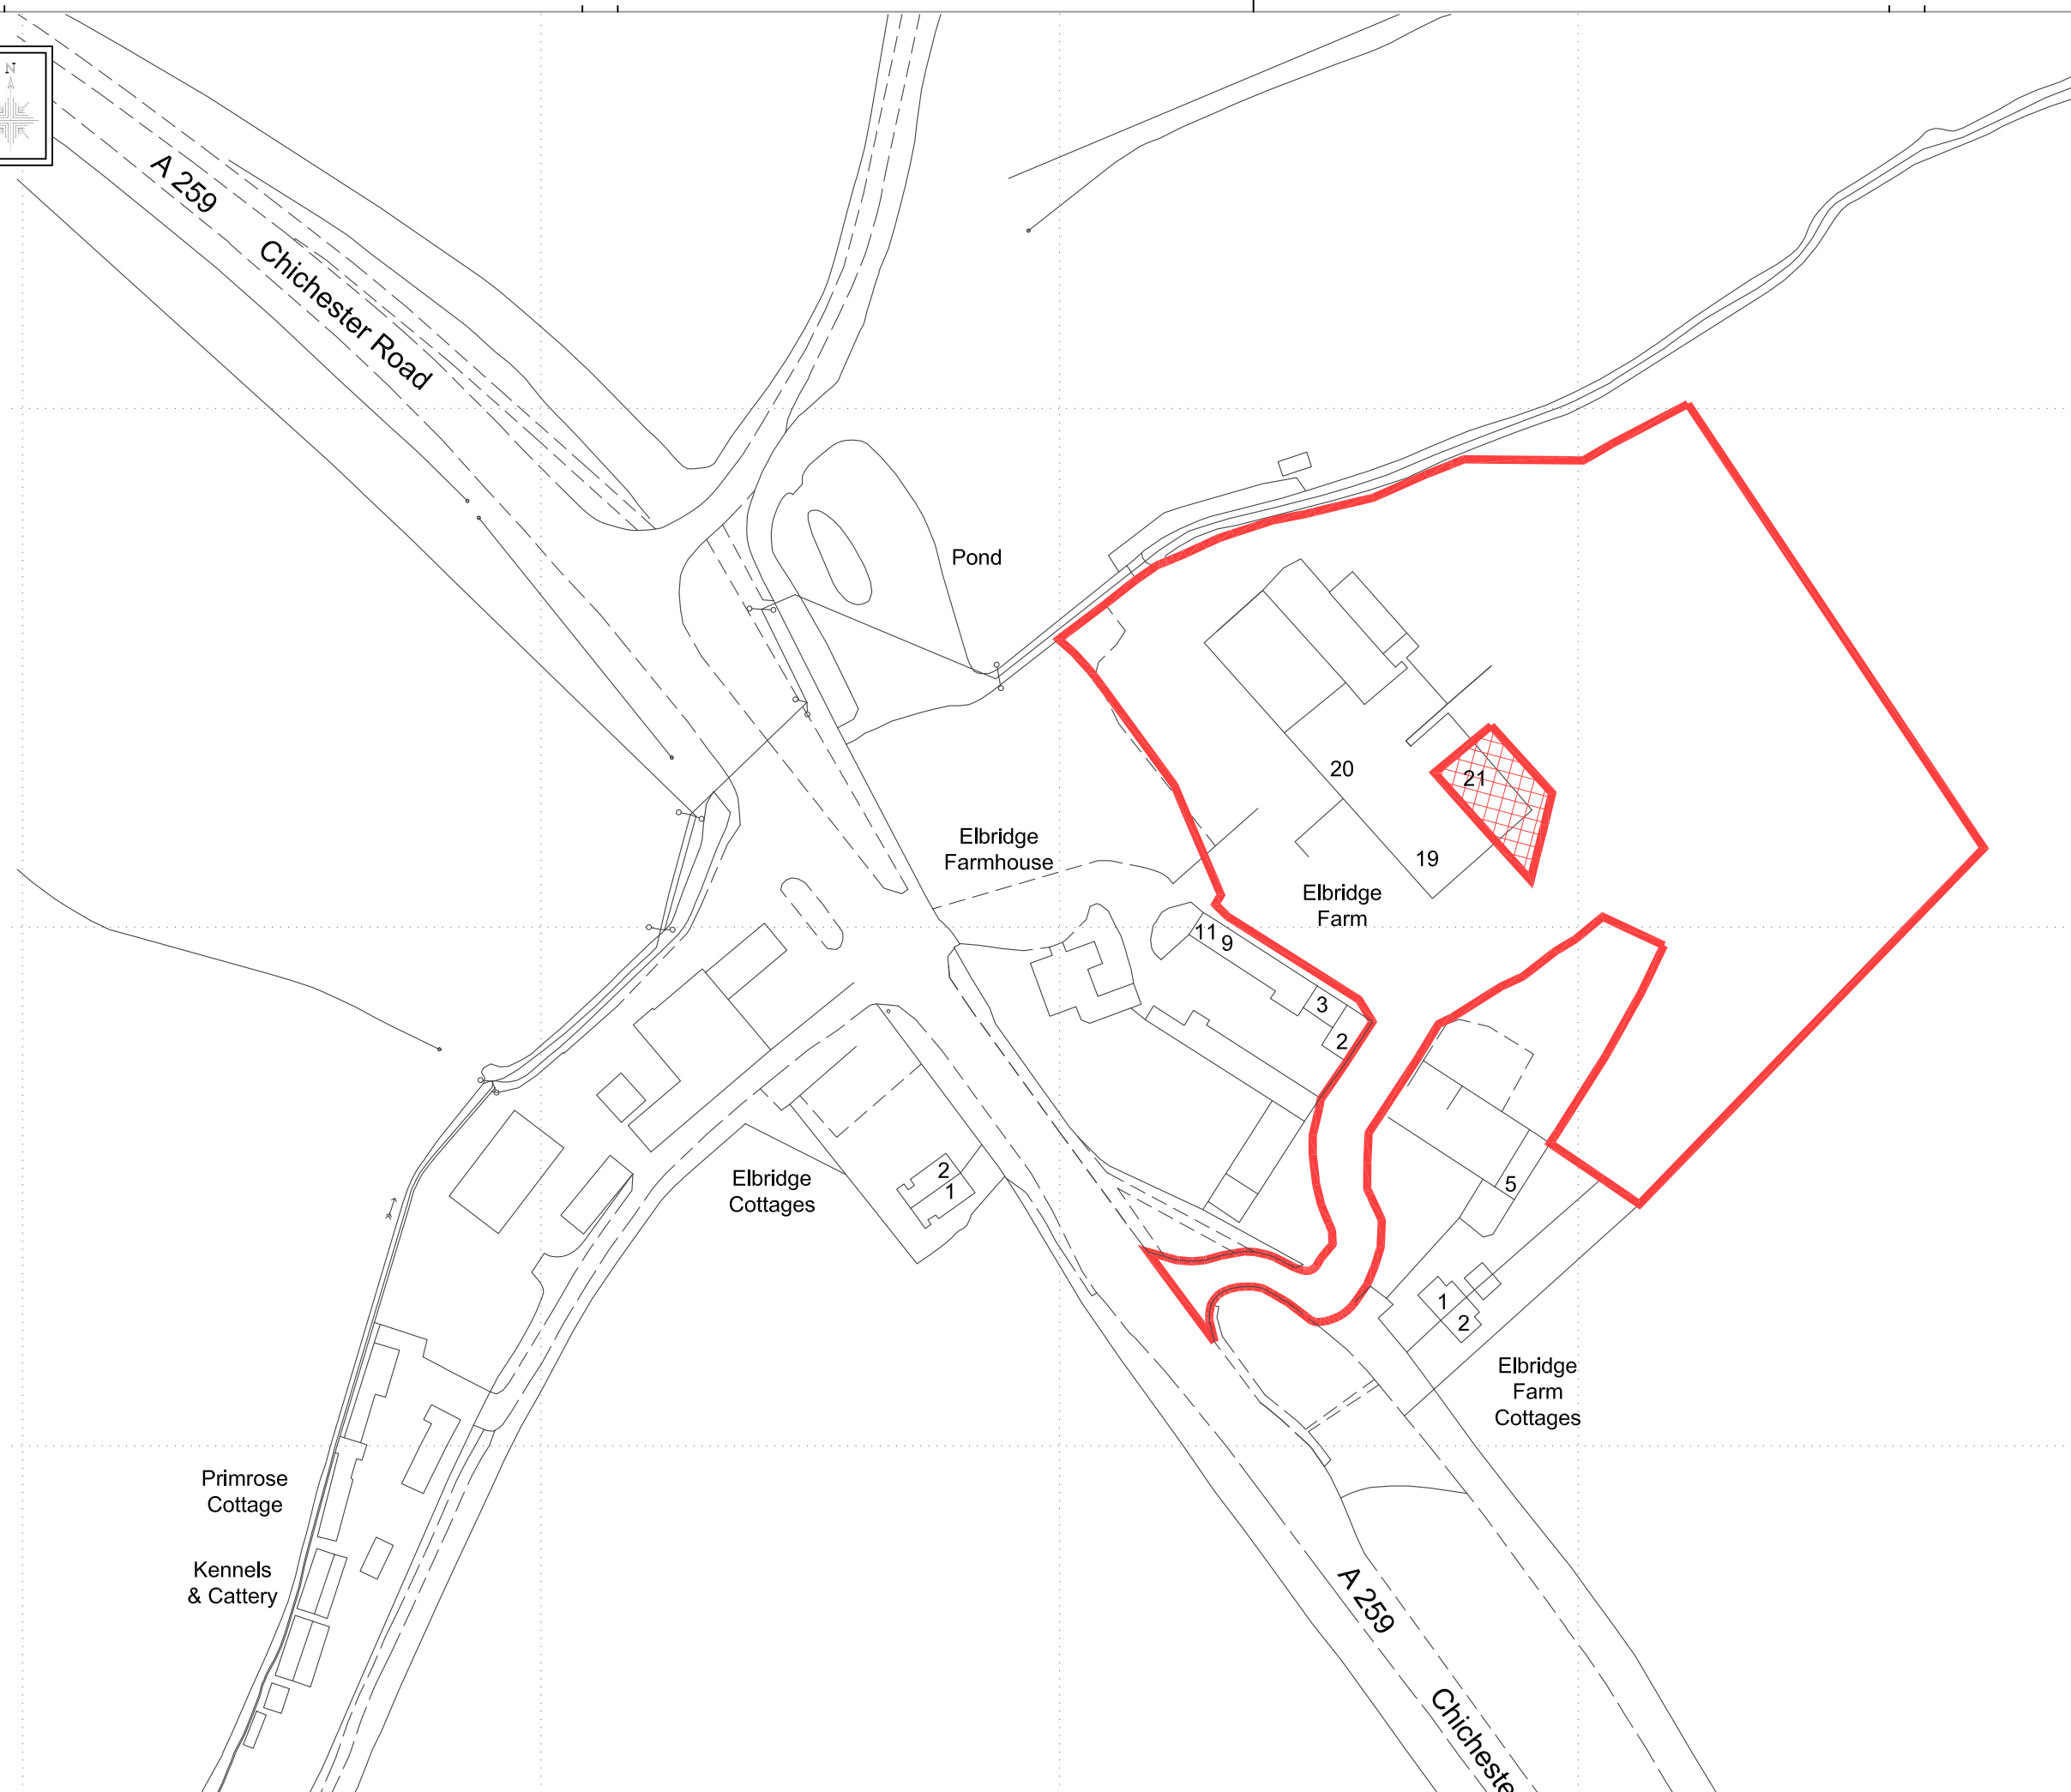 N
A 259
Chichester Road
Pond
20
21
19
Elbridge
Farmhouse
Elbridge
Farm
11
9
3
2
Elbridge
Cottages
2
1
5
1
2
Elbridge
Farm
Cottages
Primrose
Cottage
Kennels
& Cattery
A 259
Chicheste